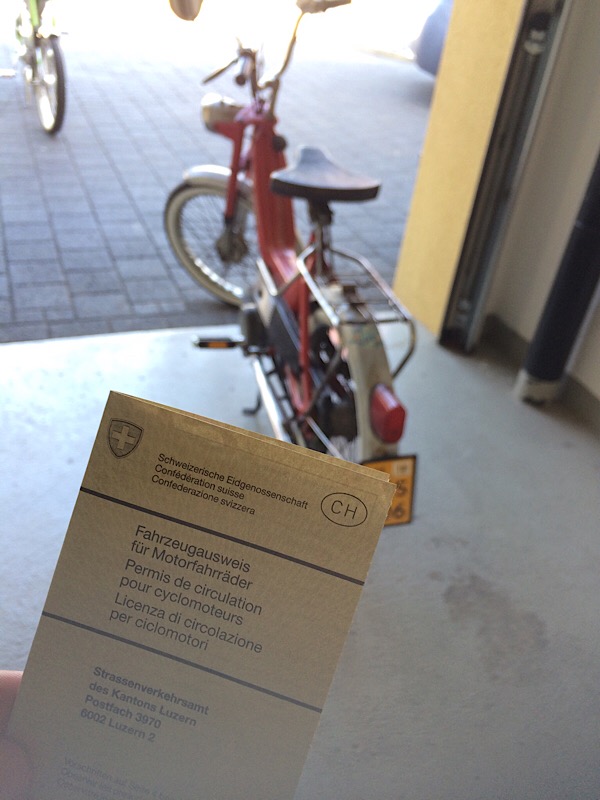 Schweizerische Eidgenossenschaft
Confédération suisse
Confederazione svizzera
CH
Fahrzeugausweis
für Motorfahrräder
Permis de circulation
pour cyclomoteurs
Licenza di circolazione
per ciclomotori
Strassenverkehrsamt
des Kantons Luzern
Postfach 3970
6002 Luzern 2